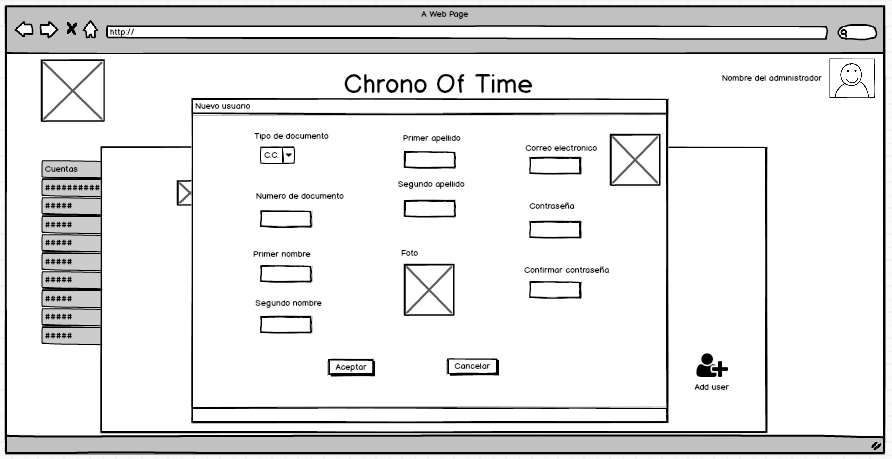 A Web Page
http://
Chrono Of Time
Nombre del administrador
Nuevo usuario
Tipo de documento
C.C.
Numero de documento
Primer nombre
Segundo nombre
Primer apellido
Segundo apellido
Foto
Correo electronico
Contraseña
Confirmar contraseña
Aceptar
Cancelar
Cuentas
##########
#####
#####
#####
#####
#####
#####
#####
#####
Add user